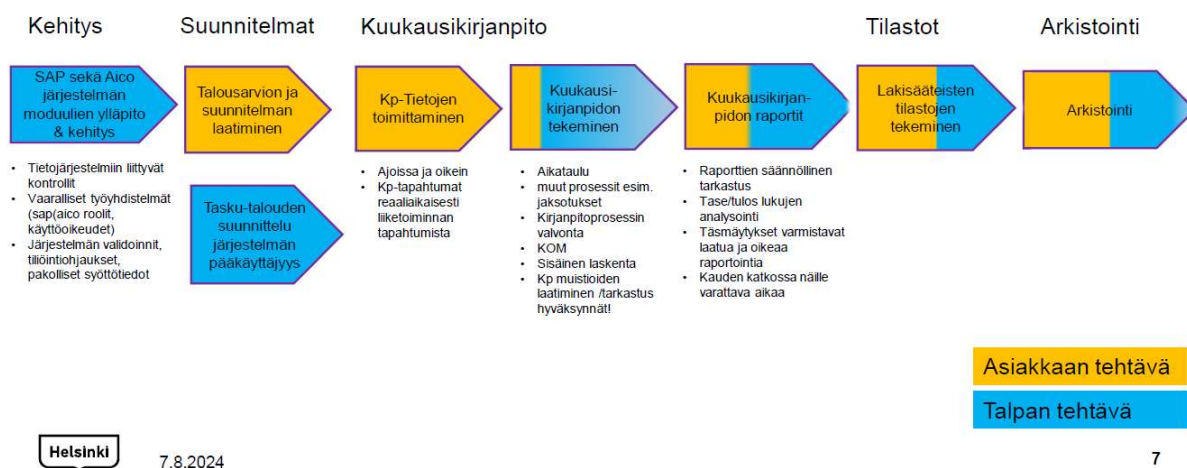 Kehitys
Suunnitelmat
Kuukausikirjanpito
Tilastot
Arkistointi
SAP sekä Aico
järjestelmän
moduulien ylläpito
& kehitys
• Tietojärjestelmiin liittyvät
kontrollit
• Vaaralliset työyhdistelmät
(sap(aico roolit,
käyttöoikeudet)
• Järjestelmän validoinnit,
tiliöintiohjaukset,
pakolliset syöttötiedot
Talousarvion ja
suunnitelman
laatiminen
Tasku-talouden
suunnittelu
järjestelmän
pääkäyttäjyys
Kp-Tietojen
toimittaminen
• Ajoissa ja oikein
• Kp-tapahtumat
reaaliaikaisesti
liiketoiminnan
tapahtumista
Kuukausi-
kirjanpidon
tekeminen
• Aikataulu
• muut prosessit esim.
jaksotukset
• Kirjanpitoprosessin
valvonta
• KOM
• Sisäinen laskenta
• Kp muistioiden
laatiminen /tarkastus
hyväksynnät!
Kuukausikirjan-
pidon raportit
• Raporttien säännöllinen
tarkastus
• Tase/tulos lukujen
analysointi
• Täsmäytykset varmistavat
laatua ja oikeaa
raportointia
• Kauden katkossa näille
varattava aikaa
Lakisääteisten
tilastojen
tekeminen
Arkistointi
Asiakkaan tehtävä
Talpan tehtävä
Helsinki
7.8.2024
7